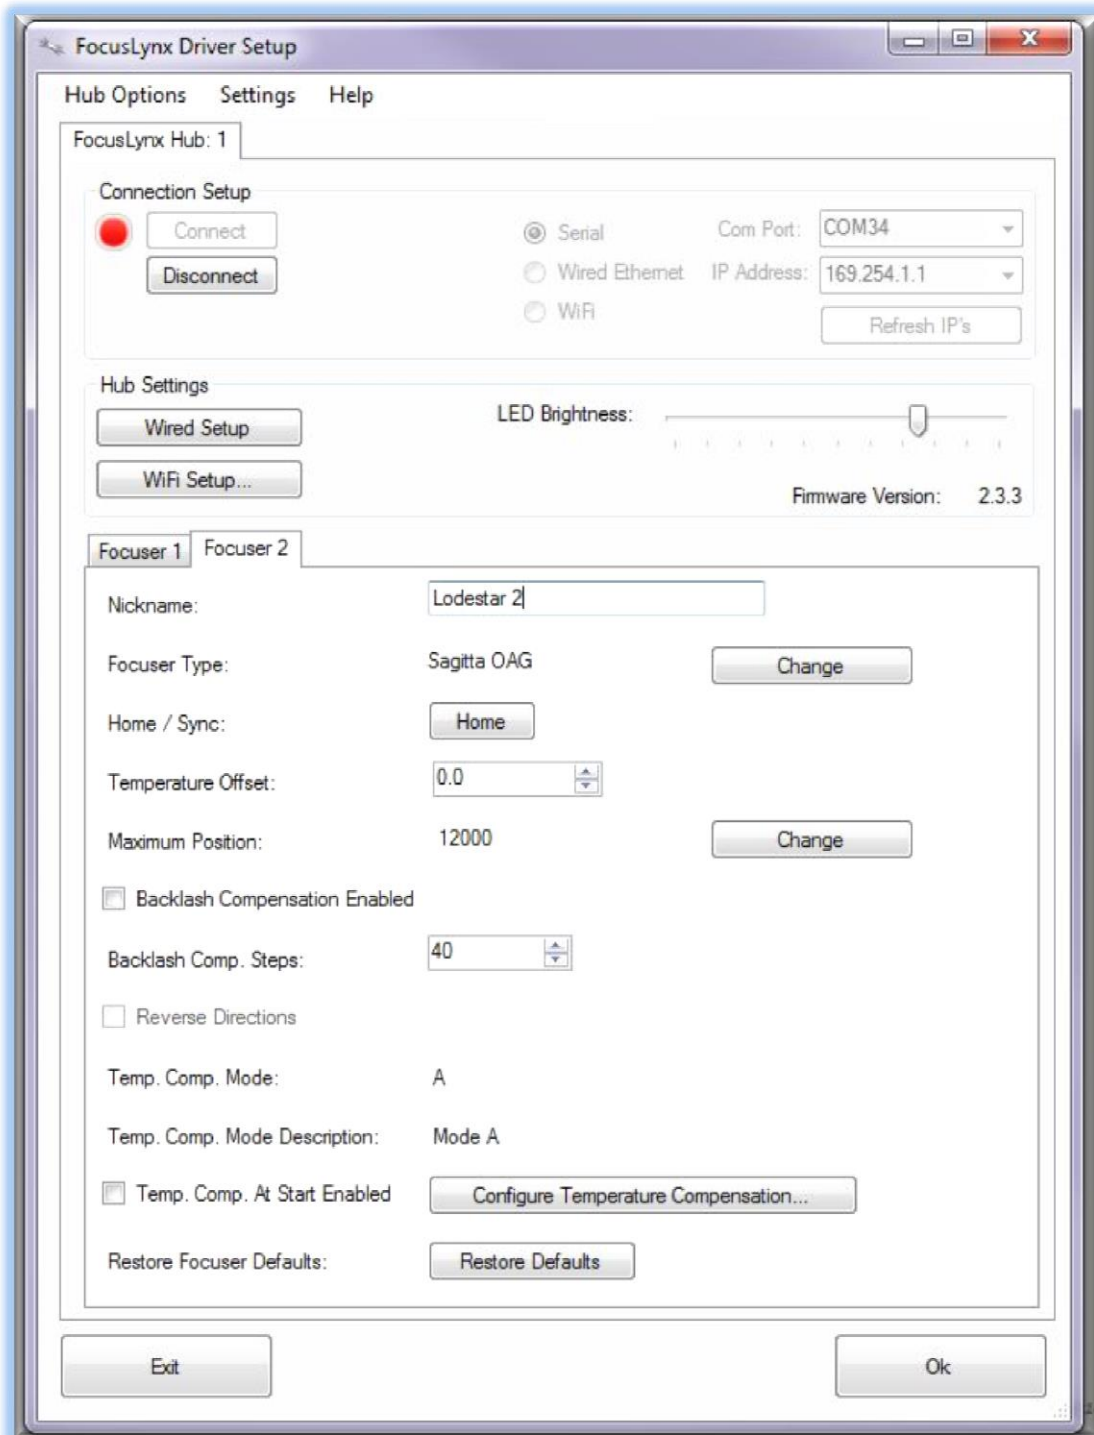 FocusLynx Driver Setup
Hub Options Settings Help
FocusLynx Hub: 1
Connection Setup
Connect Serial Com Port: COM34
Disconnect Wired Ethernet IP Address: 169.254.1.1
WiFi Refresh IP's
Hub Settings
Wired Setup LED Brightness:
WiFi Setup...
Firmware Version: 2.3.3
Focuser 1 Focuser 2
Nickname: Lodestar 2
Focuser Type: Sagitta OAG Change
Home / Sync: Home
Temperature Offset: 0.0
Maximum Position: 12000 Change
Backlash Compensation Enabled
Backlash Comp. Steps: 40
Reverse Directions
Temp. Comp. Mode: A
Temp. Comp. Mode Description: Mode A
Temp. Comp. At Start Enabled Configure Temperature Compensation...
Restore Focuser Defaults: Restore Defaults
Exit Ok